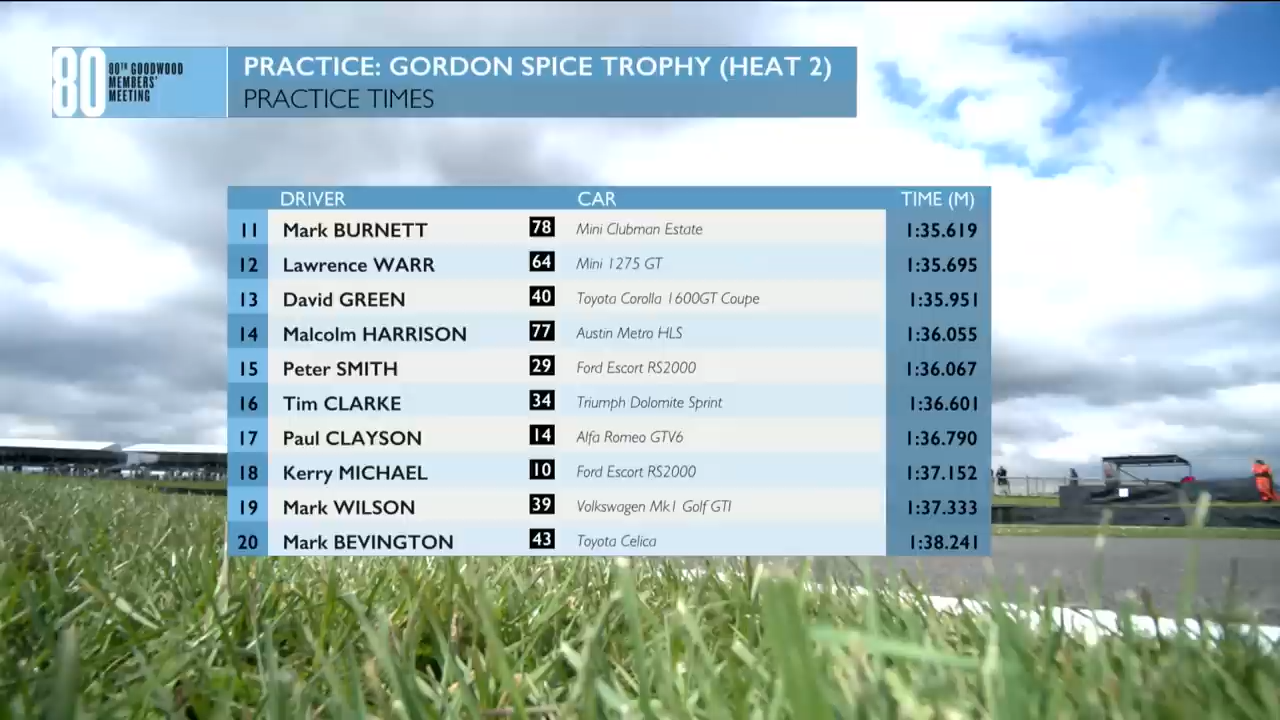 80
80TH GOODWOOD
MEMBERS'
MEETING
PRACTICE: GORDON SPICE TROPHY (HEAT 2)
PRACTICE TIMES
DRIVER CAR TIME (M)
11 Mark BURNETT 78 Mini Clubman Estate 1:35.619
12 Lawrence WARR 64 Mini 1275 GT 1:35.695
13 David GREEN 40 Toyota Corolla 1600GT Coupe 1:35.951
14 Malcolm HARRISON 77 Austin Metro HLS 1:36.055
15 Peter SMITH 29 Ford Escort RS2000 1:36.067
16 Tim CLARKE 34 Triumph Dolomite Sprint 1:36.601
17 Paul CLAYSON 14 Alfa Romeo GTV6 1:36.790
18 Kerry MICHAEL 10 Ford Escort RS2000 1:37.152
19 Mark WILSON 39 Volkswagen Mk1 Golf GTI 1:37.333
20 Mark BEVINGTON 43 Toyota Celica 1:38.241